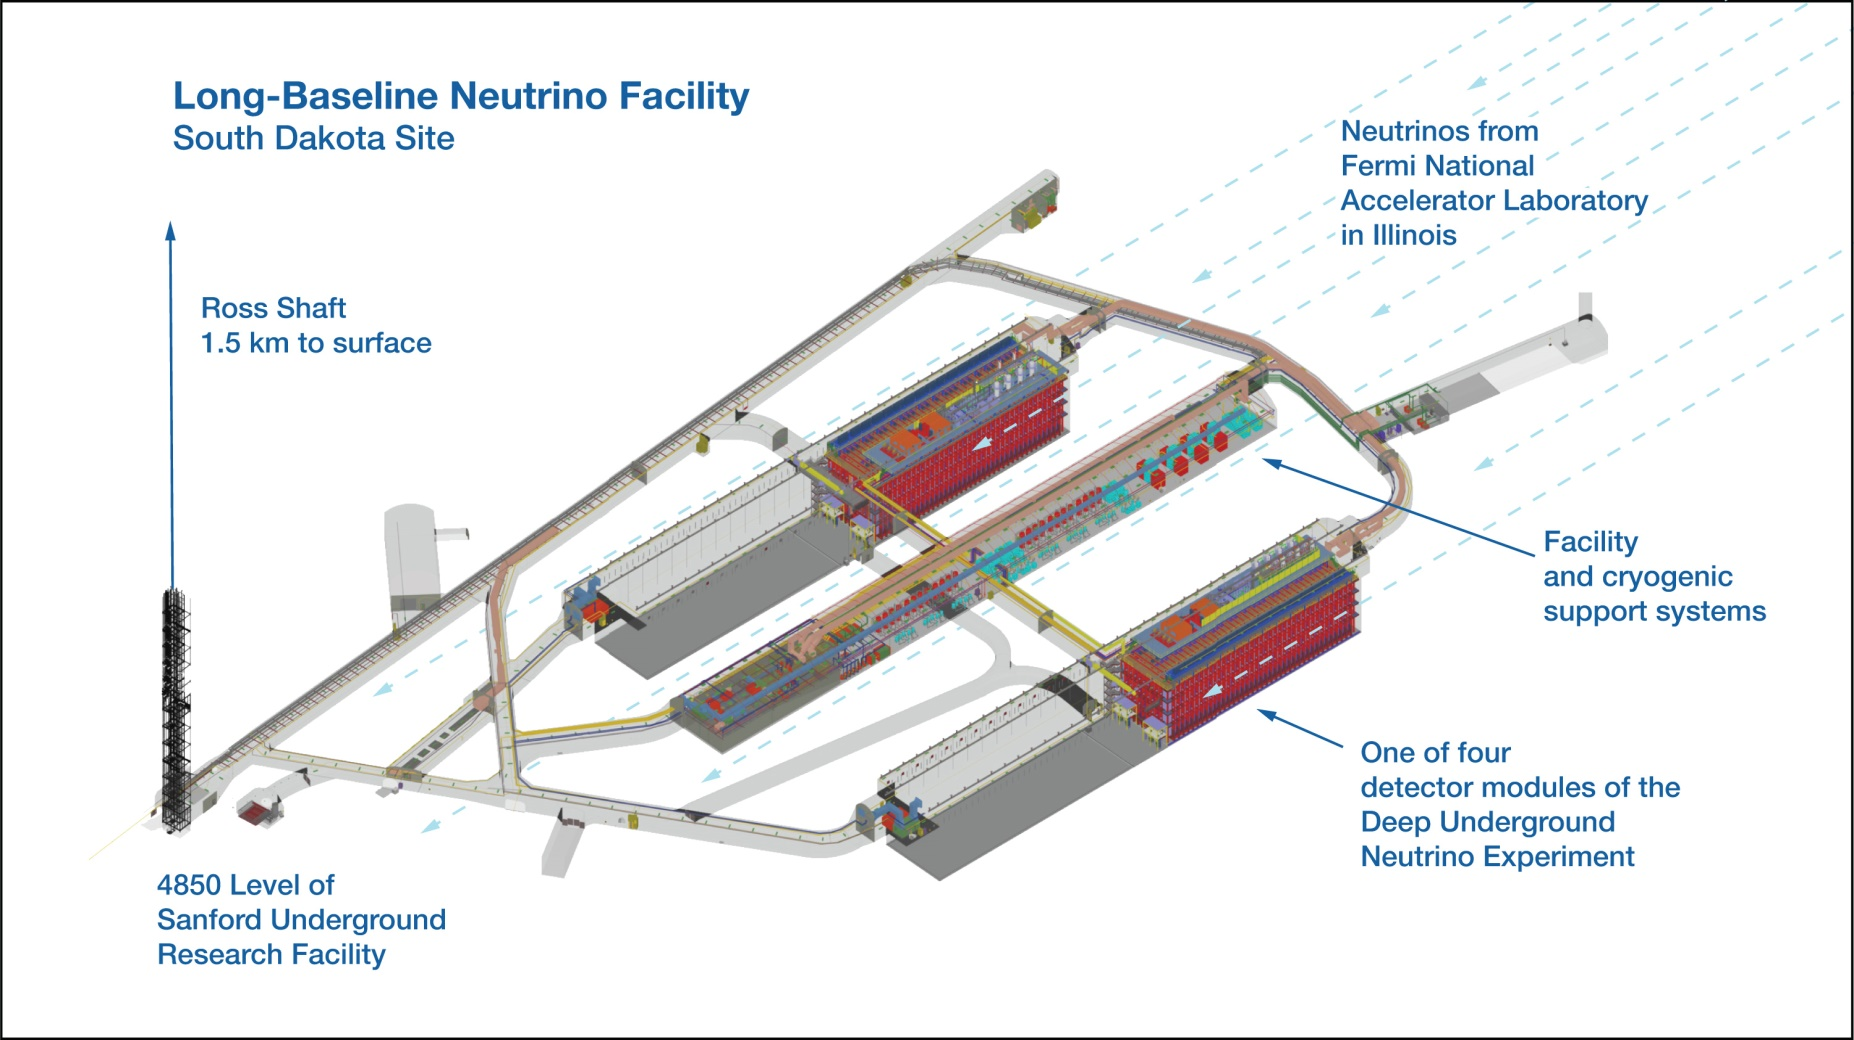 Long-Baseline Neutrino Facility
South Dakota Site
Neutrinos from
Fermi National
Accelerator Laboratory
in Illinois
Ross Shaft
1.5 km to surface
Facility
and cryogenic
support systems
One of four
detector modules of the
Deep Underground
Neutrino Experiment
4850 Level of
Sanford Underground
Research Facility